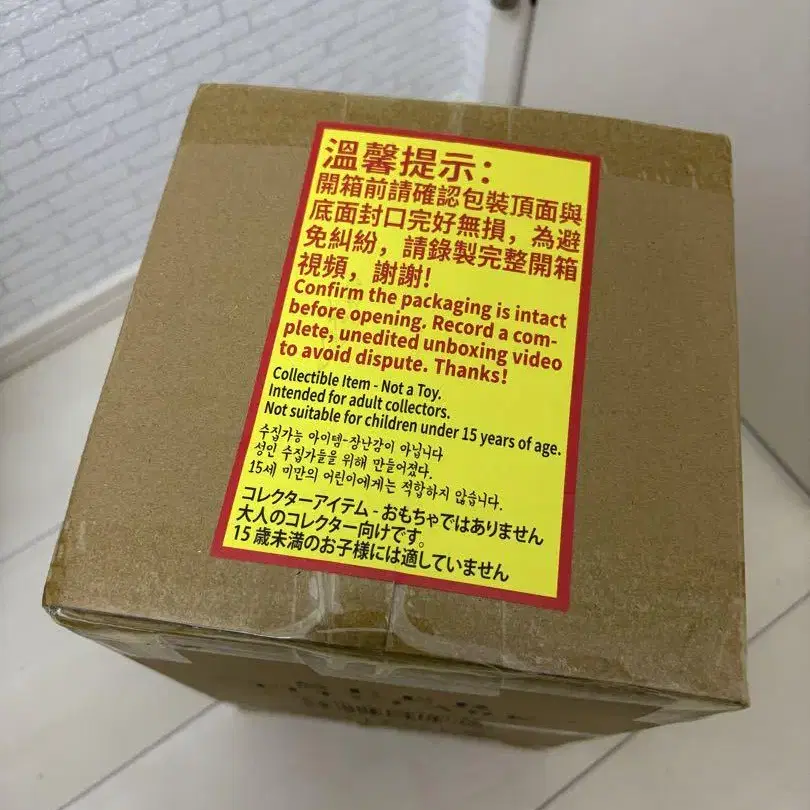 溫馨提示：
開箱前請確認包裝頂面與
底面封口完好無損，為避
免糾紛，請錄製完整開箱
視頻，謝謝!
Confirm the packaging is intact
before opening. Record a com-
plete, unedited unboxing video
to avoid dispute. Thanks!
Collectible Item - Not a Toy.
Intended for adult collectors.
Not suitable for children under 15 years of age.
수집가능 아이템-장난감이 아닙니다
성인 수집가들을 위해 만들어졌다.
15세 미만의 어린이에게는 적합하지 않습니다.
コレクターアイテム - おもちゃではありません
大人のコレクター向けです。
15 歳未満のお子様には適していません